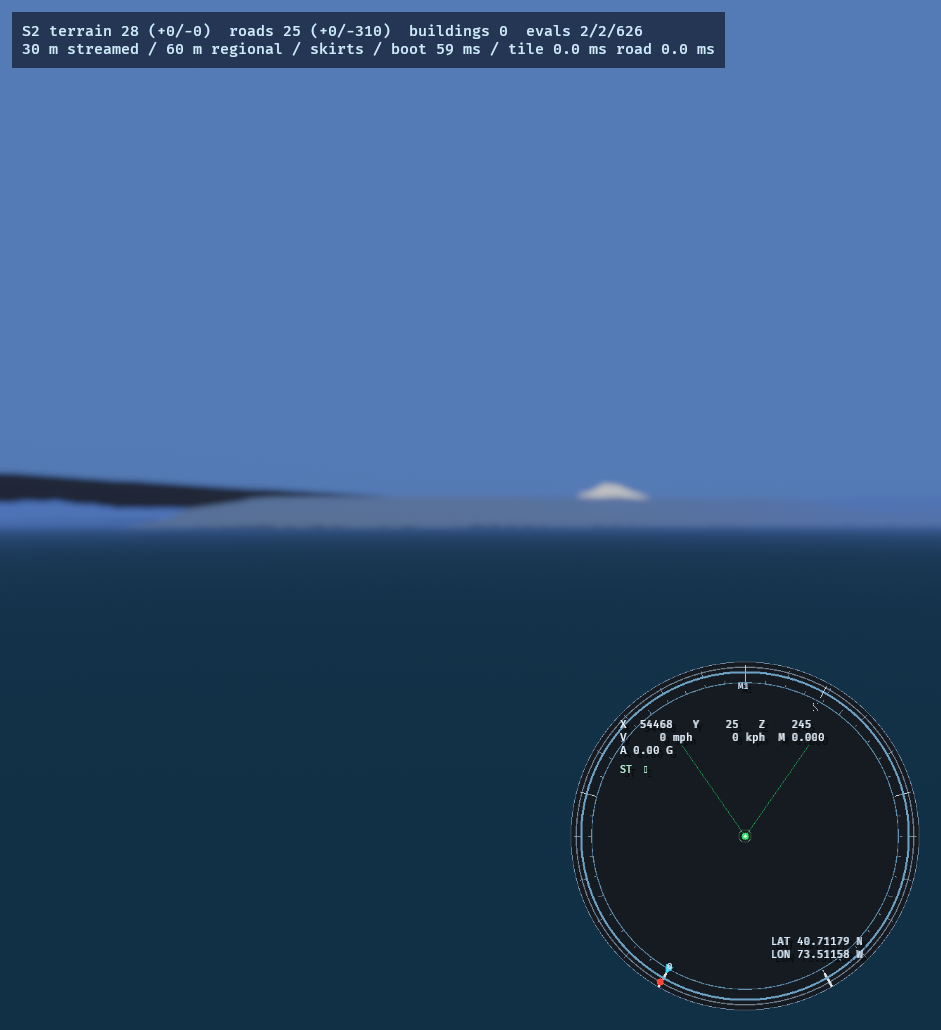 S2 terrain 28 (+0/-0)  roads 25 (+0/-310)  buildings 0  evals 2/2/626
30 m streamed / 60 m regional / skirts / boot 59 ms / tile 0.0 ms road 0.0 ms
M1
X  54468  Y  25  Z  245
V  0 mph  0 kph  M 0.000
A 0.00 G
ST
LAT 40.71179 N
LON 73.51158 W